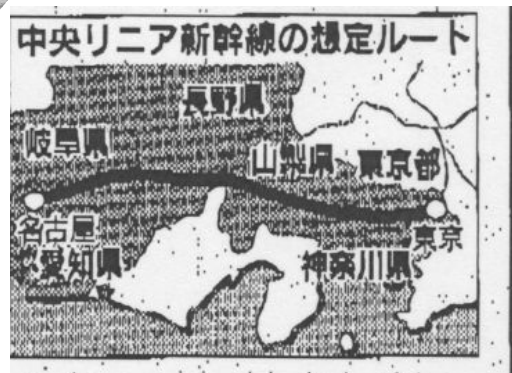 中央リニア新幹線の想定ルート
長野県
岐阜県
山梨県
東京都
名古屋
東京
愛知県
神奈川県